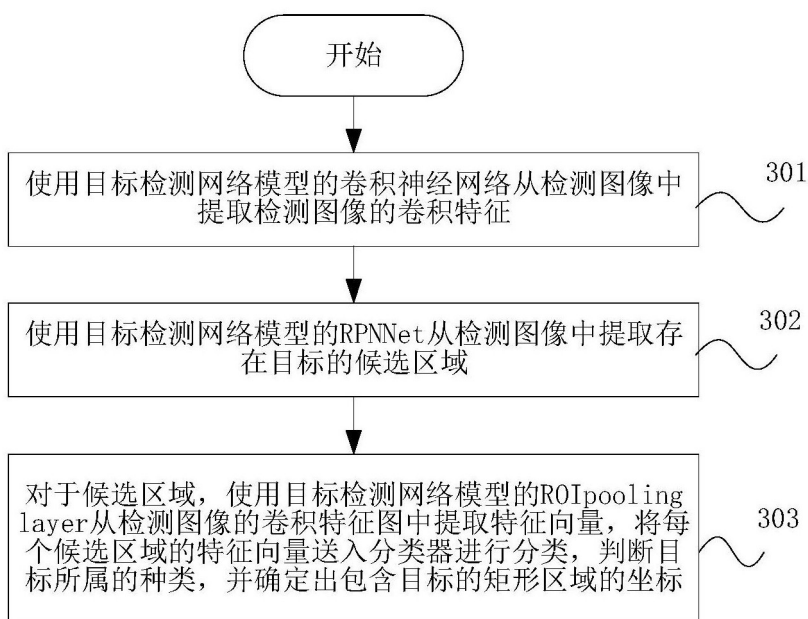 开始
使用目标检测网络模型的卷积神经网络从检测图像中
提取检测图像的卷积特征
301
使用目标检测网络模型的RPNNet从检测图像中提取存
在目标的候选区域
302
对于候选区域，使用目标检测网络模型的ROIpooling
layer从检测图像的卷积特征图中提取特征向量，将每
个候选区域的特征向量送入分类器进行分类，判断目
标所属的种类，并确定出包含目标的矩形区域的坐标
303